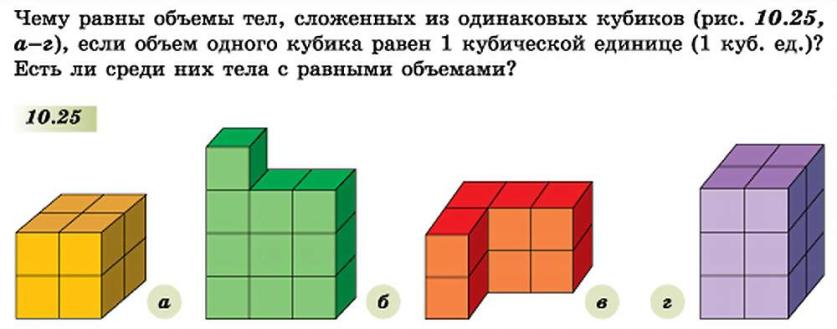 Чему равны объемы тел, сложенных из одинаковых кубиков (рис. 10.25,
а–г), если объем одного кубика равен 1 кубической единице (1 куб. ед.)?
Есть ли среди них тела с равными объемами?
10.25
а б в г